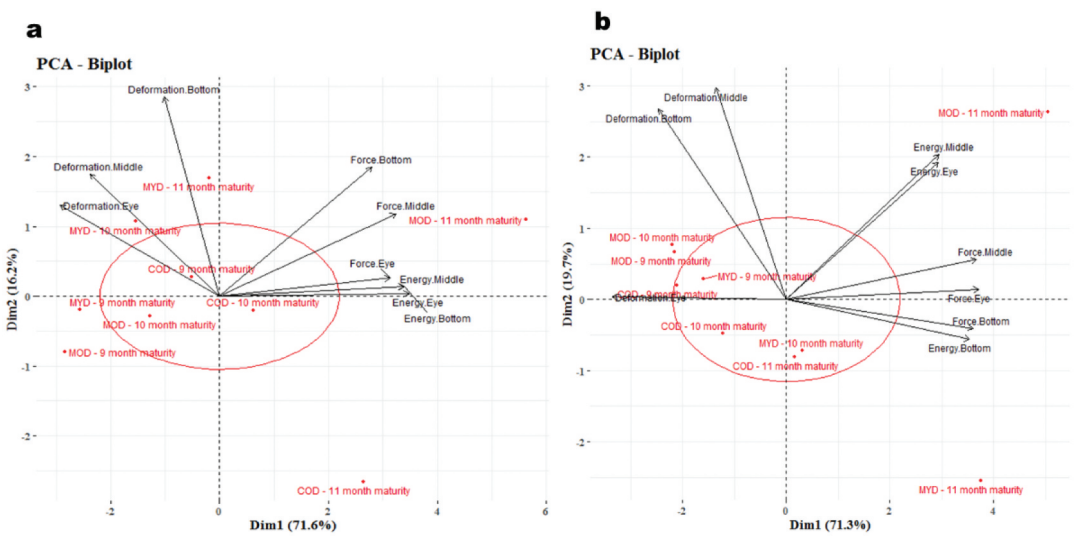 a
PCA - Biplot
Dim2 (16.2%)
3
2
1
0
-1
-2
Deformation.Bottom
Deformation.Middle
Deformation.Eye
Force.Bottom
Force.Middle
Force.Eye
Energy.Middle
Energy.Eye
Energy.Bottom
MYD - 11 month maturity
MOD - 11 month maturity
MYD - 10 month maturity
COD - 9 month maturity
MYD - 9 month maturity
COD - 10 month maturity
MOD - 10 month maturity
MOD - 9 month maturity
COD - 11 month maturity
-2
0
2
4
6
Dim1 (71.6%)
b
PCA - Biplot
Dim2 (19.7%)
3
2
1
0
-1
-2
Deformation.Middle
Deformation.Bottom
MOD - 11 month maturity
Energy.Middle
Energy.Eye
MOD - 10 month maturity
MOD - 9 month maturity
Force.Middle
MYD - 9 month maturity
COD - 9 month maturity
Deformation.Eye
Force.Eye
COD - 10 month maturity
Force.Bottom
MYD - 10 month maturity
Energy.Bottom
COD - 11 month maturity
MYD - 11 month maturity
-2
0
2
4
Dim1 (71.3%)